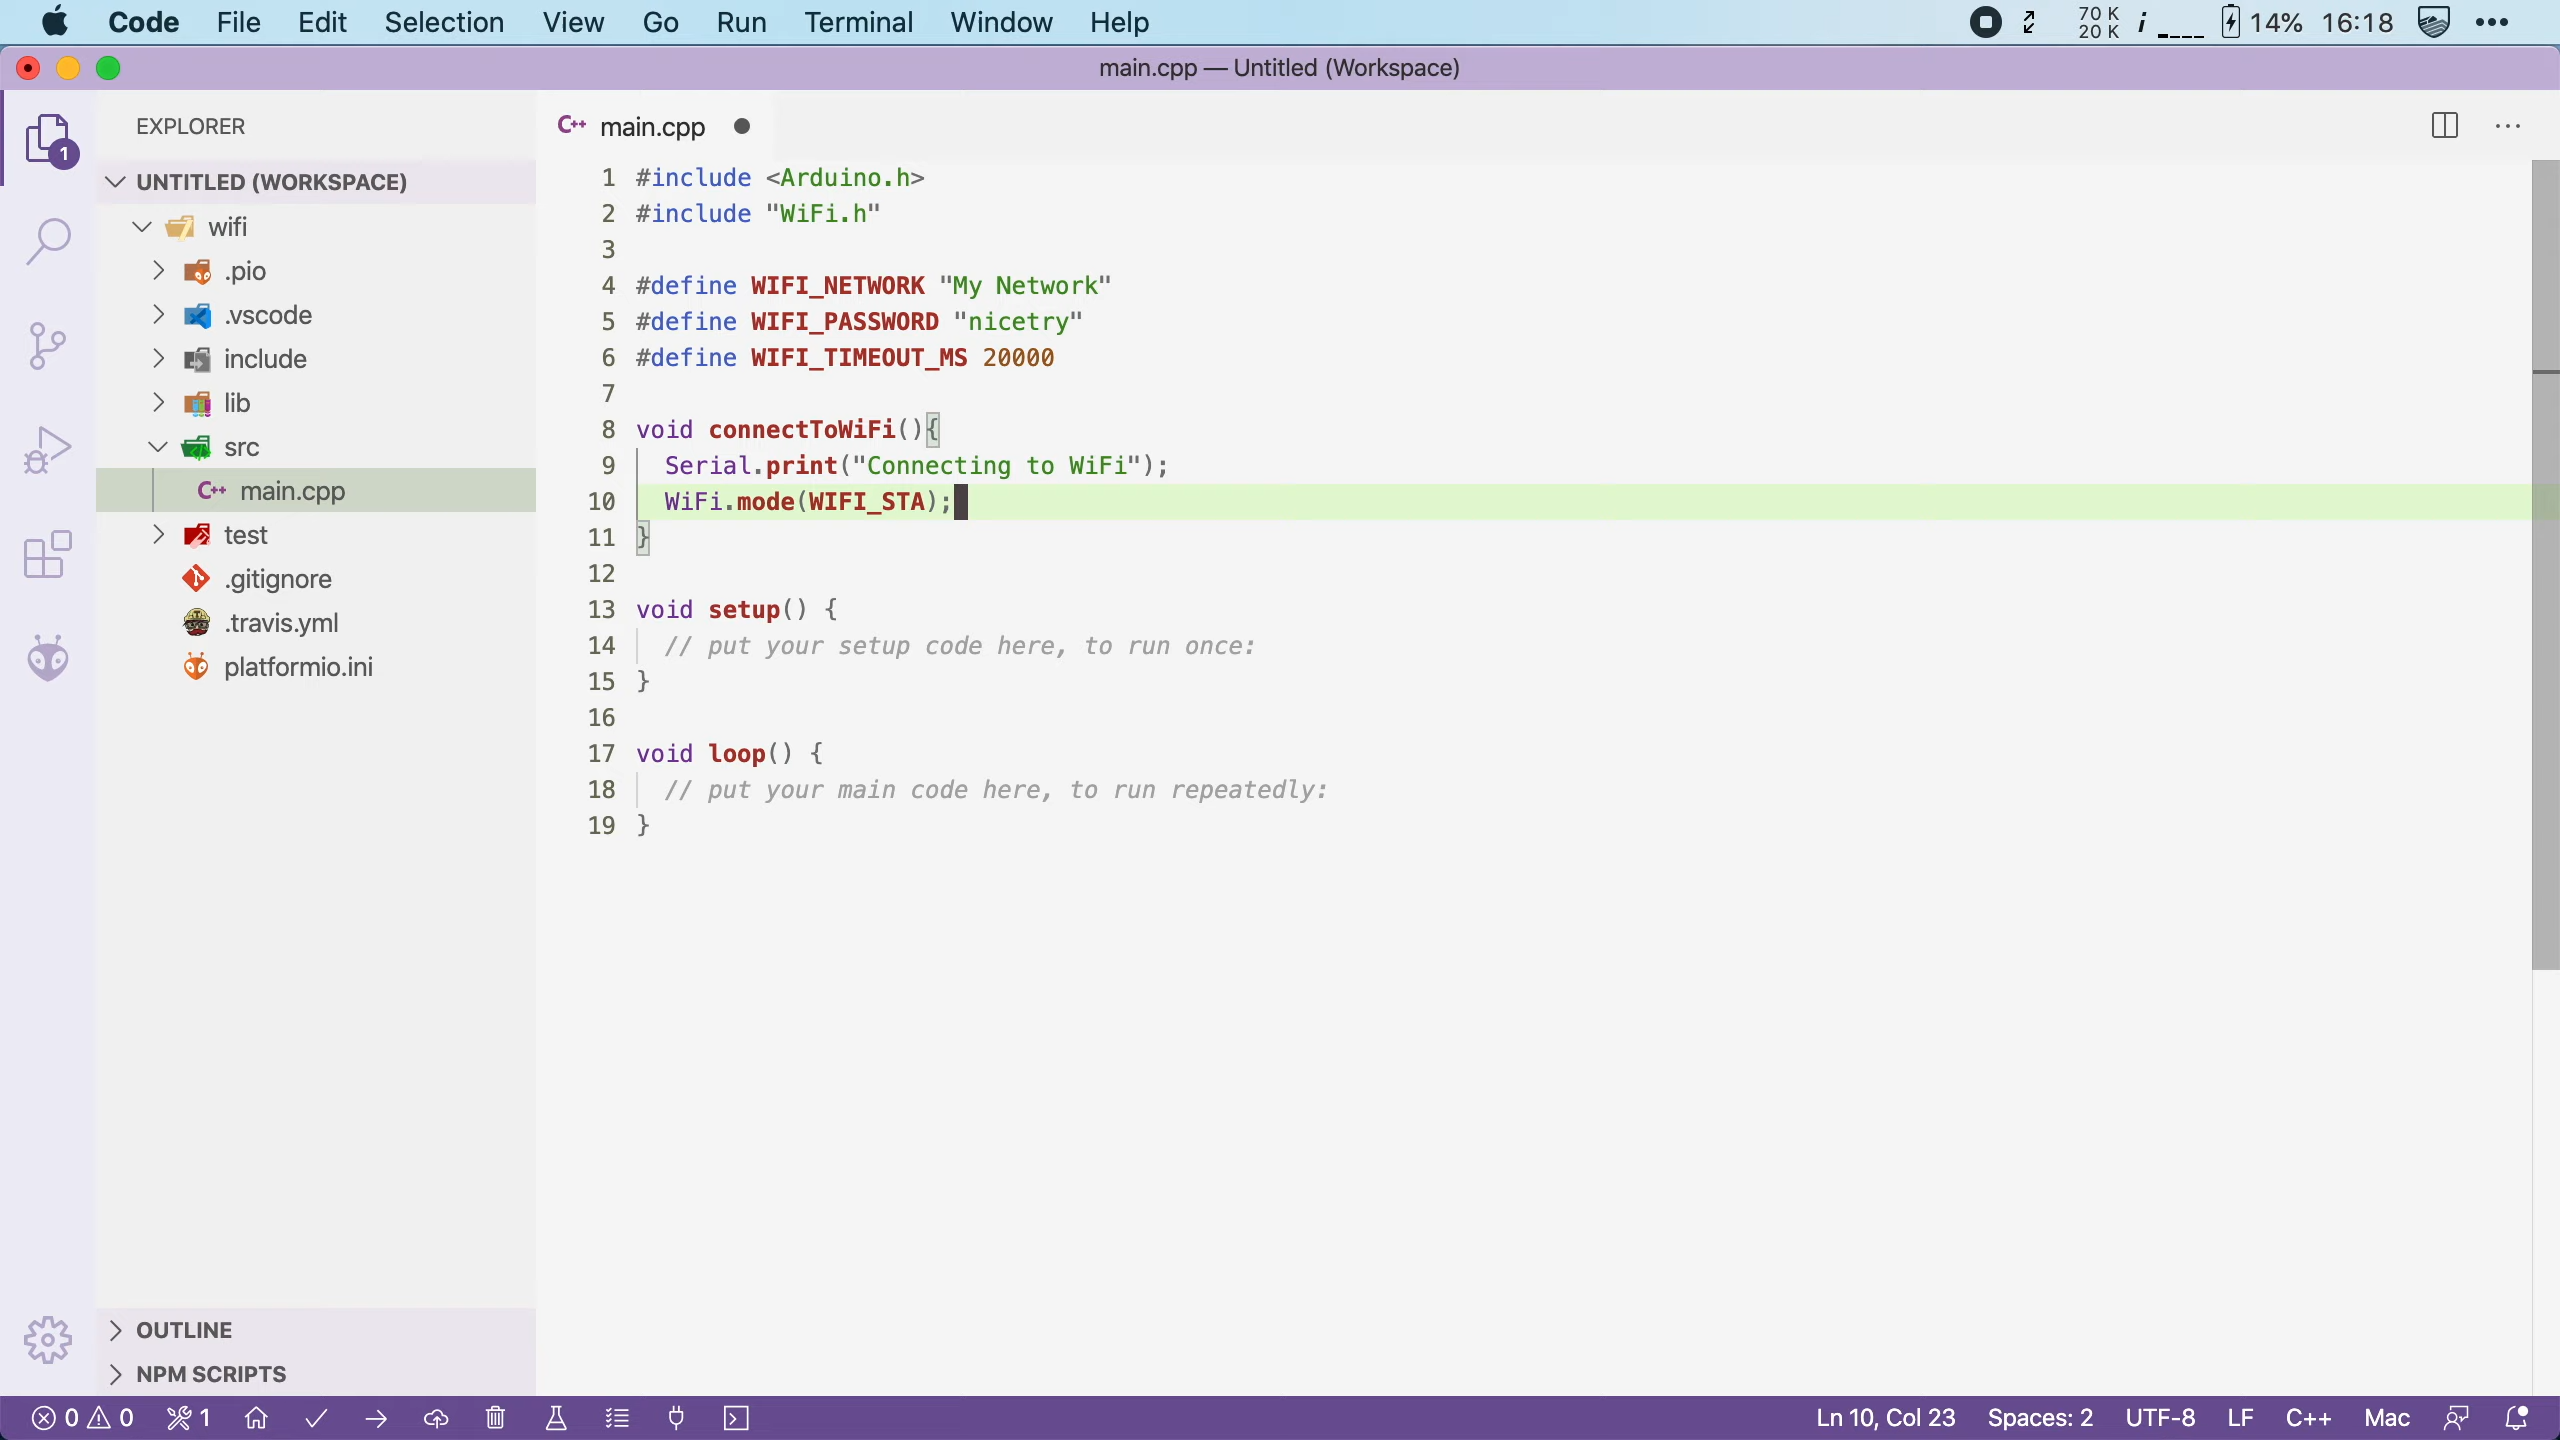 Code File Edit Selection View Go Run Terminal Window Help
70 K
20 K
14% 16:18
main.cpp — Untitled (Workspace)
1
EXPLORER
UNTITLED (WORKSPACE)
wifi
.pio
.vscode
include
lib
src
C++ main.cpp
test
.gitignore
.travis.yml
platformio.ini
OUTLINE
NPM SCRIPTS
C++ main.cpp
1 #include <Arduino.h>
2 #include "WiFi.h"
3
4 #define WIFI_NETWORK "My Network"
5 #define WIFI_PASSWORD "nicetry"
6 #define WIFI_TIMEOUT_MS 20000
7
8 void connectToWiFi(){
9 Serial.print("Connecting to WiFi");
10 WiFi.mode(WIFI_STA);
11 }
12
13 void setup() {
14 // put your setup code here, to run once:
15 }
16
17 void loop() {
18 // put your main code here, to run repeatedly:
19 }
0 0 1 Ln 10, Col 23 Spaces: 2 UTF-8 LF C++ Mac